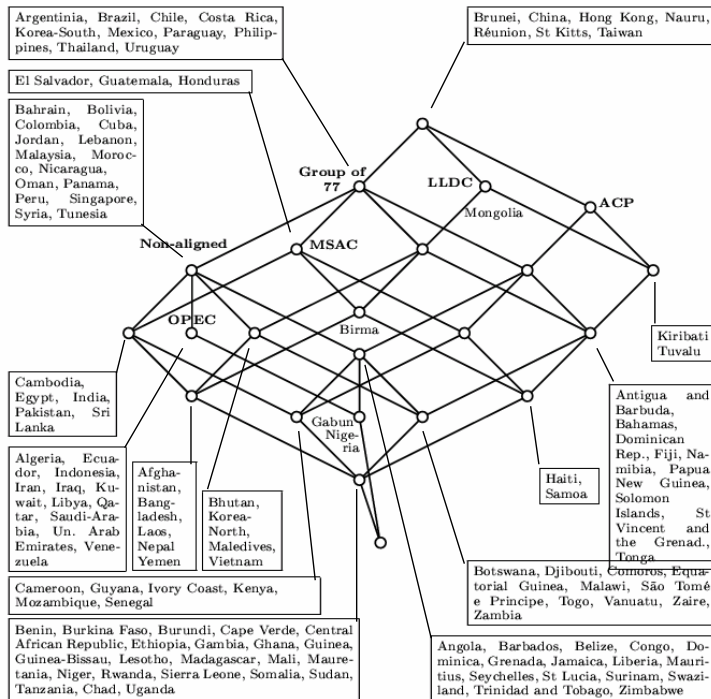 Argentinia, Brazil, Chile, Costa Rica,
Korea-South, Mexico, Paraguay, Philip-
pines, Thailand, Uruguay
Brunei, China, Hong Kong, Nauru,
Réunion, St Kitts, Taiwan
El Salvador, Guatemala, Honduras
Bahrain, Bolivia,
Colombia, Cuba,
Jordan, Lebanon,
Malaysia, Moroc-
co, Nicaragua,
Oman, Panama,
Peru, Singapore,
Syria, Tunesia
Group of
77
LLDC
Mongolia
ACP
Non-aligned
MSAC
OPEC
Birma
Kiribati
Tuvalu
Cambodia,
Egypt, India,
Pakistan, Sri
Lanka
Gabun
Nige-
ria
Antigua and
Barbuda,
Bahamas,
Dominican
Rep., Fiji, Na-
mibia, Papua
New Guinea,
Solomon
Islands, St
Vincent and
the Grenad.,
Tonga
Algeria, Ecua-
dor, Indonesia,
Iran, Iraq, Ku-
wait, Libya, Qa-
tar, Saudi-Ara-
bia, Un. Arab
Emirates, Vene-
zuela
Afgha-
nistan,
Bang-
ladesh,
Laos,
Nepal
Yemen
Bhutan,
Korea-
North,
Maledives,
Vietnam
Haiti,
Samoa
Botswana, Djibouti, Comoros, Equa-
torial Guinea, Malawi, São Tomé
e Principe, Togo, Vanuatu, Zaire,
Zambia
Cameroon, Guyana, Ivory Coast, Kenya,
Mozambique, Senegal
Benin, Burkina Faso, Burundi, Cape Verde, Central
African Republic, Ethiopia, Gambia, Ghana, Guinea,
Guinea-Bissau, Lesotho, Madagascar, Mali, Maure-
tania, Niger, Rwanda, Sierra Leone, Somalia, Sudan,
Tanzania, Chad, Uganda
Angola, Barbados, Belize, Congo, Do-
minica, Grenada, Jamaica, Liberia, Mauri-
tius, Seychelles, St Lucia, Surinam, Swazi-
land, Trinidad and Tobago, Zimbabwe